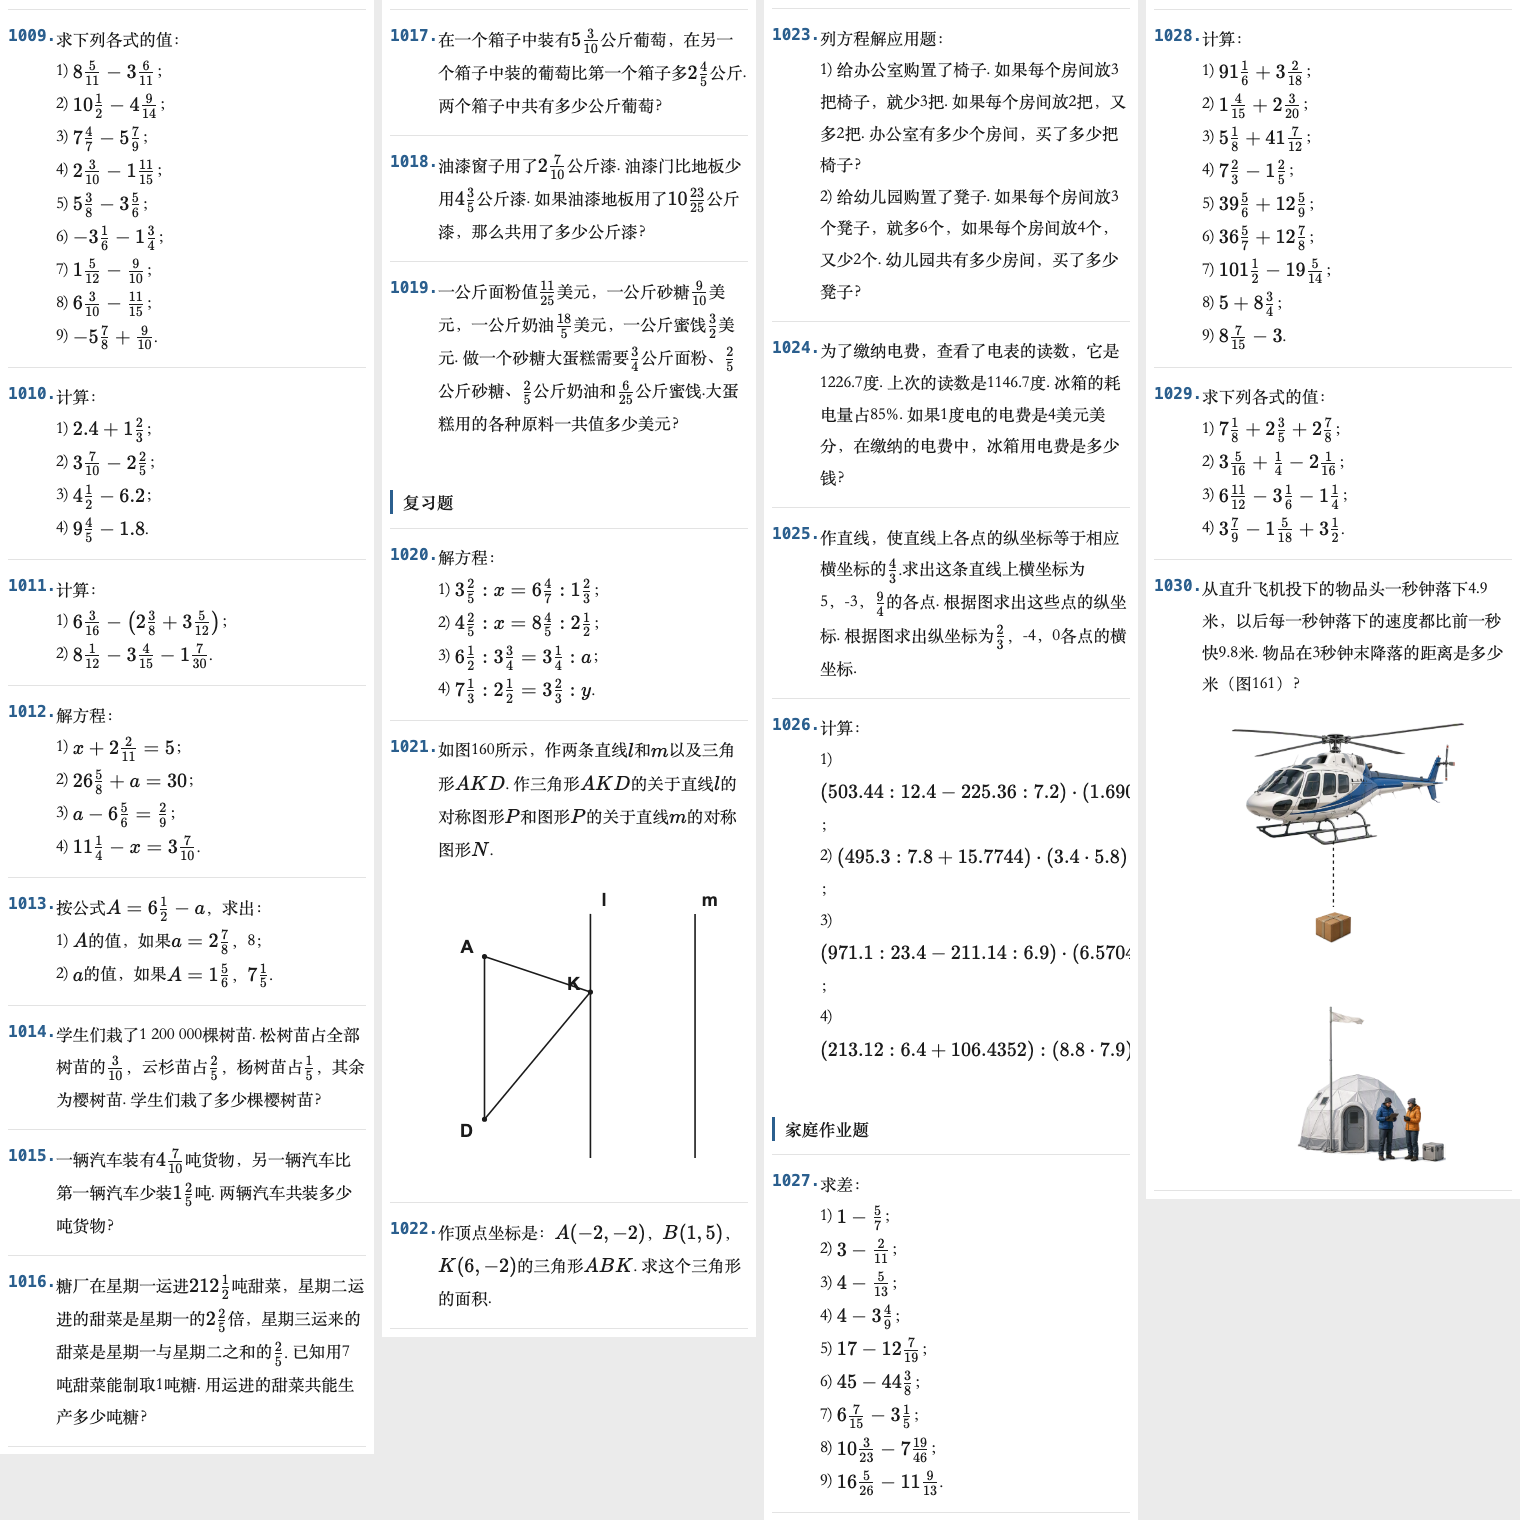 1009. 求下列各式的值：
1) 8 5/11 − 3 6/11；
2) 10 1/2 − 4 9/14；
3) 7 4/7 − 5 7/9；
4) 2 3/10 − 1 11/15；
5) 5 3/8 − 3 5/6；
6) −3 1/6 − 1 3/4；
7) 1 5/12 − 9/10；
8) 6 3/10 − 11/15；
9) −5 7/8 + 9/10.
1010. 计算：
1) 2.4 + 1 2/3；
2) 3 7/10 − 2 2/5；
3) 4 1/2 − 6.2；
4) 9 4/5 − 1.8.
1011. 计算：
1) 6 3/16 − (2 3/8 + 3 5/12)；
2) 8 1/12 − 3 4/15 − 1 7/30.
1012. 解方程：
1) x + 2 2/11 = 5；
2) 26 5/8 + a = 30；
3) a − 6 5/6 = 2/9；
4) 11 1/4 − x = 3 7/10.
1013. 按公式A = 6 1/2 − a，求出：
1) A的值，如果a = 2 7/8，8；
2) a的值，如果A = 1 5/6，7 1/5.
1014. 学生们栽了1 200 000棵树苗. 松树苗占全部
树苗的3/10，云杉苗占2/5，杨树苗占1/5，其余
为樱树苗. 学生们栽了多少棵樱树苗？
1015. 一辆汽车装有4 7/10吨货物，另一辆汽车比
第一辆汽车少装1 2/5吨. 两辆汽车共装多少
吨货物？
1016. 糖厂在星期一运进212 1/2吨甜菜，星期二运
进的甜菜是星期一的2 2/5倍，星期三运来的
甜菜是星期一与星期二之和的2/5. 已知用7
吨甜菜能制取1吨糖. 用运进的甜菜共能生
产多少吨糖？
1017. 在一个箱子中装有5 3/10公斤葡萄，在另一
个箱子中装的葡萄比第一个箱子多2 4/5公斤.
两个箱子中共有多少公斤葡萄？
1018. 油漆窗子用了2 7/10公斤漆. 油漆门比地板少
用4 3/5公斤漆. 如果油漆地板用了10 23/25公斤
漆，那么共用了多少公斤漆？
1019. 一公斤面粉值11/25美元，一公斤砂糖9/10美
元，一公斤奶油18/5美元，一公斤蜜饯3/2美
元. 做一个砂糖大蛋糕需要3/4公斤面粉、2/5
公斤砂糖、2/5公斤奶油和6/25公斤蜜饯.大蛋
糕用的各种原料一共值多少美元？
复习题
1020. 解方程：
1) 3 2/5 : x = 6 4/7 : 1 2/3；
2) 4 2/5 : x = 8 4/5 : 2 1/2；
3) 6 1/2 : 3 3/4 = 3 1/4 : a；
4) 7 1/3 : 2 1/2 = 3 2/3 : y.
1021. 如图160所示，作两条直线l和m以及三角
形AKD. 作三角形AKD的关于直线l的
对称图形P和图形P的关于直线m的对称
图形N.
l
m
A
K
D
1022. 作顶点坐标是：A(−2, −2)，B(1, 5)，
K(6, −2)的三角形ABK. 求这个三角形
的面积.
1023. 列方程解应用题：
1) 给办公室购置了椅子. 如果每个房间放3
把椅子，就少3把. 如果每个房间放2把，又
多2把. 办公室有多少个房间，买了多少把
椅子？
2) 给幼儿园购置了凳子. 如果每个房间放3
个凳子，就多6个，如果每个房间放4个，
又少2个. 幼儿园共有多少房间，买了多少
凳子？
1024. 为了缴纳电费，查看了电表的读数，它是
1226.7度. 上次的读数是1146.7度. 冰箱的耗
电量占85%. 如果1度电的电费是4美元美
分，在缴纳的电费中，冰箱用电费是多少
钱？
1025. 作直线，使直线上各点的纵坐标等于相应
横坐标的4/3.求出这条直线上横坐标为
5，-3，9/4的各点. 根据图求出这些点的纵坐
标. 根据图求出纵坐标为2/3，-4，0各点的横
坐标.
1026. 计算：
1)
(503.44 : 12.4 − 225.36 : 7.2) · (1.690
；
2) (495.3 : 7.8 + 15.7744) · (3.4 · 5.8)
；
3)
(971.1 : 23.4 − 211.14 : 6.9) · (6.5704
；
4)
(213.12 : 6.4 + 106.4352) : (8.8 · 7.9)
家庭作业题
1027. 求差：
1) 1 − 5/7；
2) 3 − 2/11；
3) 4 − 5/13；
4) 4 − 3 4/9；
5) 17 − 12 7/19；
6) 45 − 44 3/8；
7) 6 7/15 − 3 1/5；
8) 10 3/23 − 7 19/46；
9) 16 5/26 − 11 9/13.
1028. 计算：
1) 91 1/6 + 3 2/18；
2) 1 4/15 + 2 3/20；
3) 5 1/8 + 41 7/12；
4) 7 2/3 − 1 2/5；
5) 39 5/6 + 12 5/9；
6) 36 5/7 + 12 7/8；
7) 101 1/2 − 19 5/14；
8) 5 + 8 3/4；
9) 8 7/15 − 3.
1029. 求下列各式的值：
1) 7 1/8 + 2 3/5 + 2 7/8；
2) 3 5/16 + 1/4 − 2 1/16；
3) 6 11/12 − 3 1/6 − 1 1/4；
4) 3 7/9 − 1 5/18 + 3 1/2.
1030. 从直升飞机投下的物品头一秒钟落下4.9
米，以后每一秒钟落下的速度都比前一秒
快9.8米. 物品在3秒钟末降落的距离是多少
米（图161）？